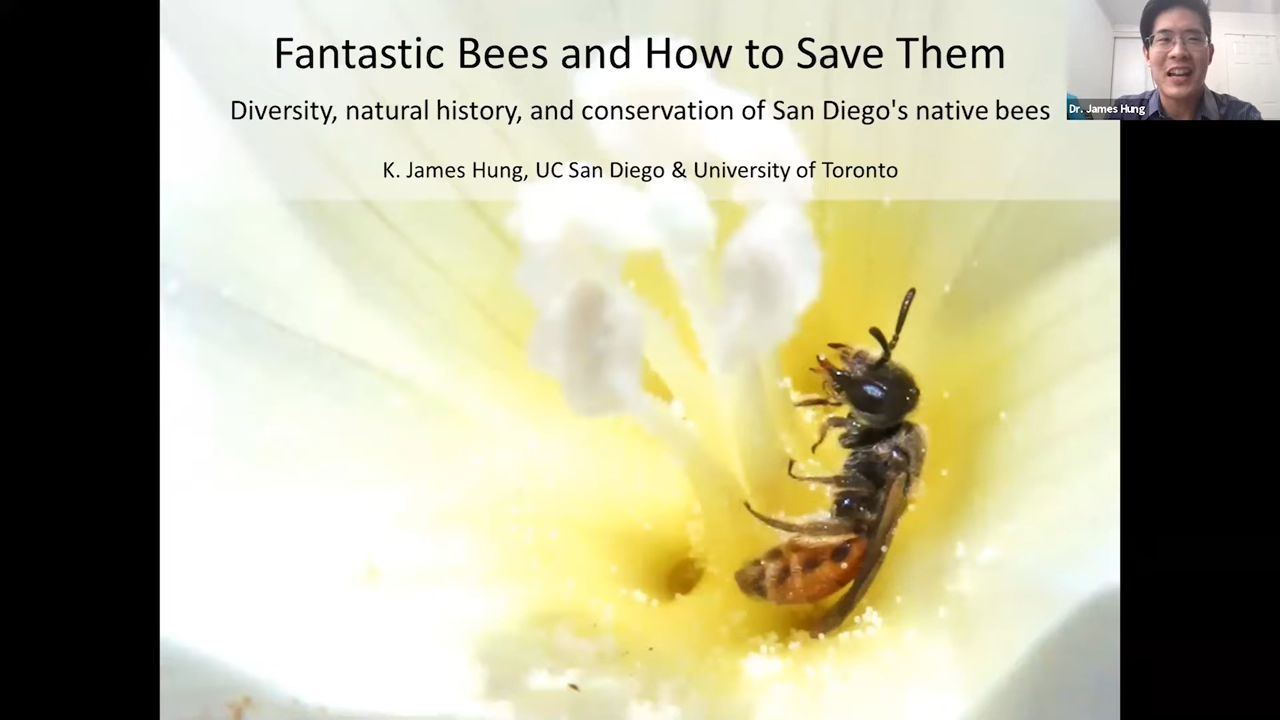 Fantastic Bees and How to Save Them
Diversity, natural history, and conservation of San Diego's native bees
K. James Hung, UC San Diego & University of Toronto
Dr. James Hung